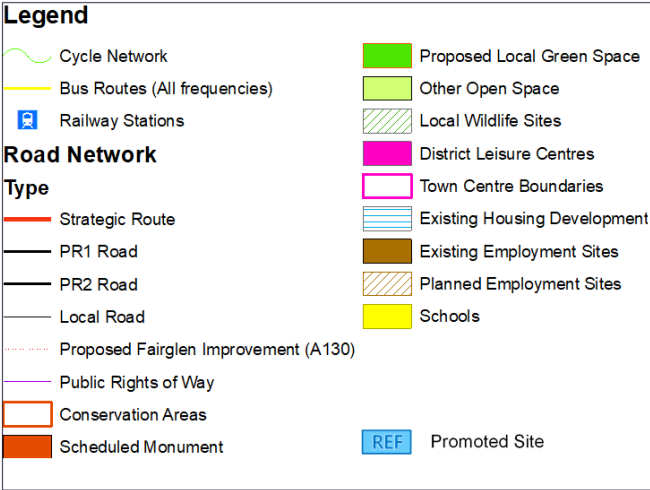 Legend
Cycle Network
Bus Routes (All frequencies)
Railway Stations
Road Network
Type
Strategic Route
PR1 Road
PR2 Road
Local Road
Proposed Fairglen Improvement (A130)
Public Rights of Way
Conservation Areas
Scheduled Monument
Proposed Local Green Space
Other Open Space
Local Wildlife Sites
District Leisure Centres
Town Centre Boundaries
Existing Housing Development
Existing Employment Sites
Planned Employment Sites
Schools
REF Promoted Site